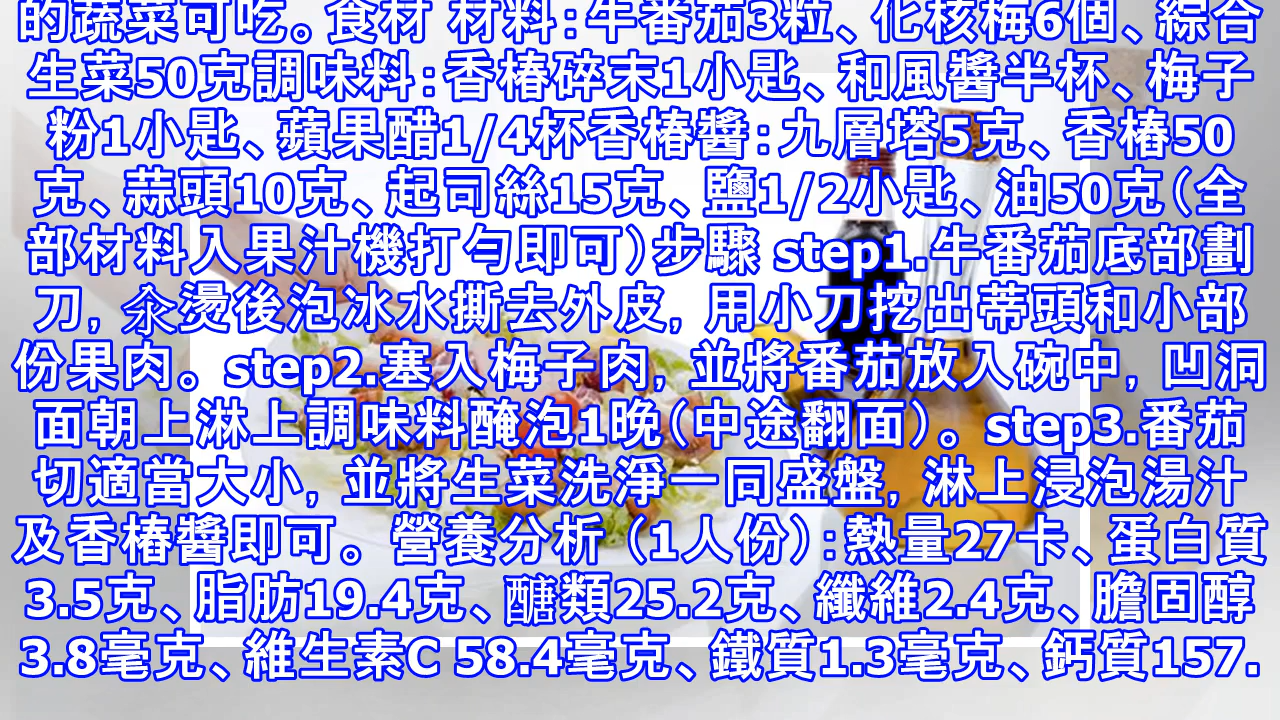 的蔬菜可吃。食材 材料：牛番茄3粒、化核梅6個、綜合
生菜50克調味料：香椿碎末1小匙、和風醬半杯、梅子
粉1小匙、蘋果醋1/4杯香椿醬：九層塔5克、香樁50
克、蒜頭10克、起司絲15克、鹽1/2小匙、油50克（全
部材料入果汁機打勻即可）步驟 step1.牛番茄底部劃
刀，汆燙後泡冰水撕去外皮，用小刀挖出蒂頭和小部
份果肉。step2.塞入梅子肉，並將番茄放入碗中，凹洞
面朝上淋上調味料醃泡1晚（中途翻面）。step3.番茄
切適當大小，並將生菜洗淨一同盛盤，淋上浸泡湯汁
及香樁醬即可。營養分析（1人份）：熱量27卡、蛋白質
3.5克、脂肪19.4克、醣類25.2克、纖維2.4克、膽固醇
3.8毫克、維生素C 58.4毫克、鐵質1.3毫克、鈣質157.